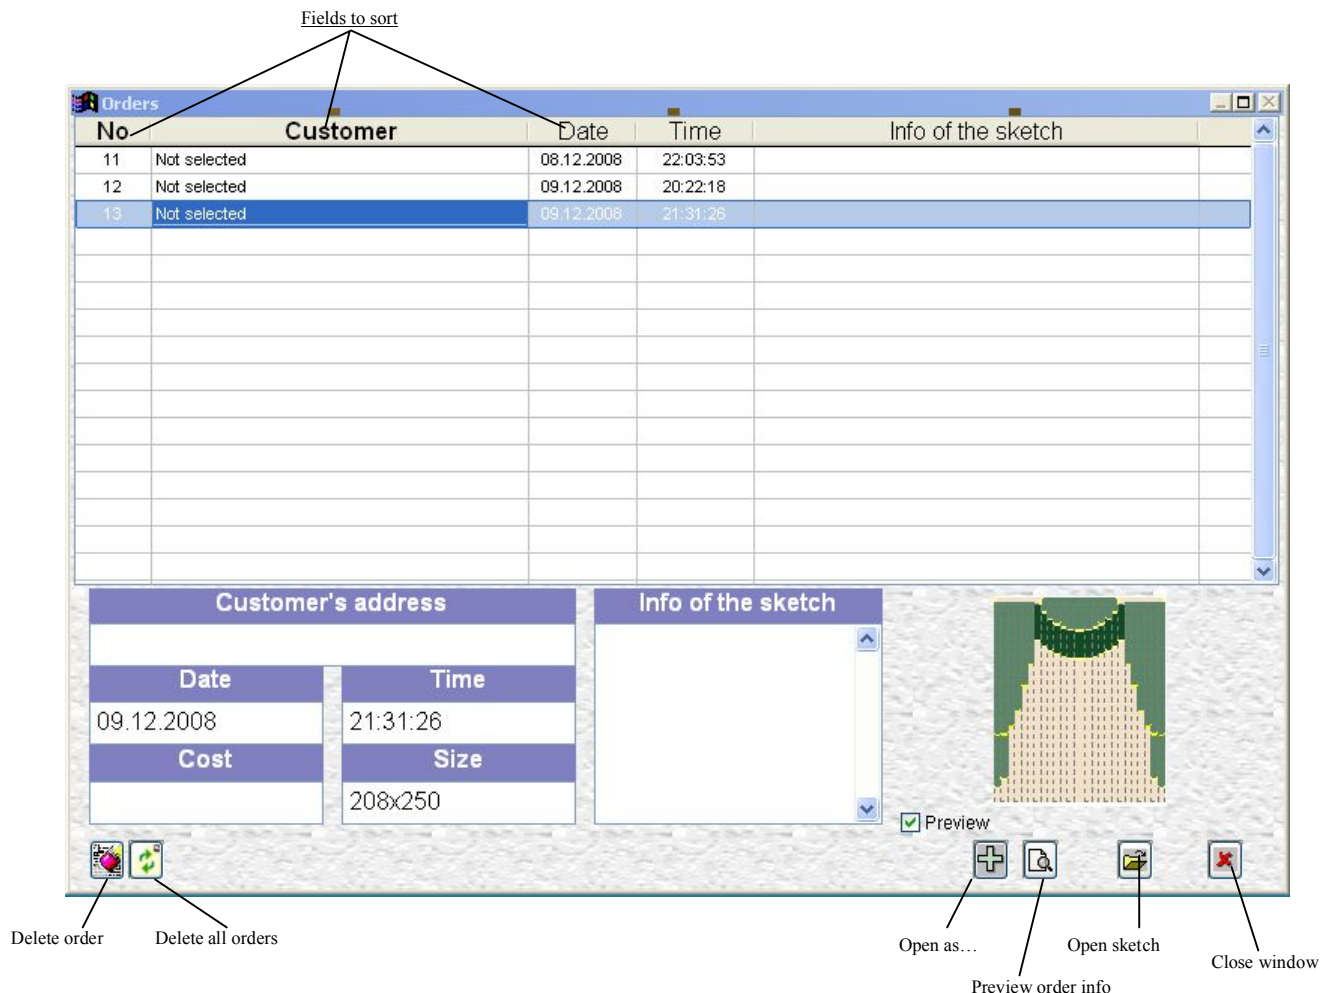 Fields to sort
Orders
No Customer Date Time Info of the sketch
11 Not selected 08.12.2008 22:03:53
12 Not selected 09.12.2008 20:22:18
13 Not selected 09.12.2008 21:31:26
Customer's address Info of the sketch
Date Time
09.12.2008 21:31:26
Cost Size
208x250
Preview
Delete order Delete all orders Open as… Open sketch
Close window
Preview order info